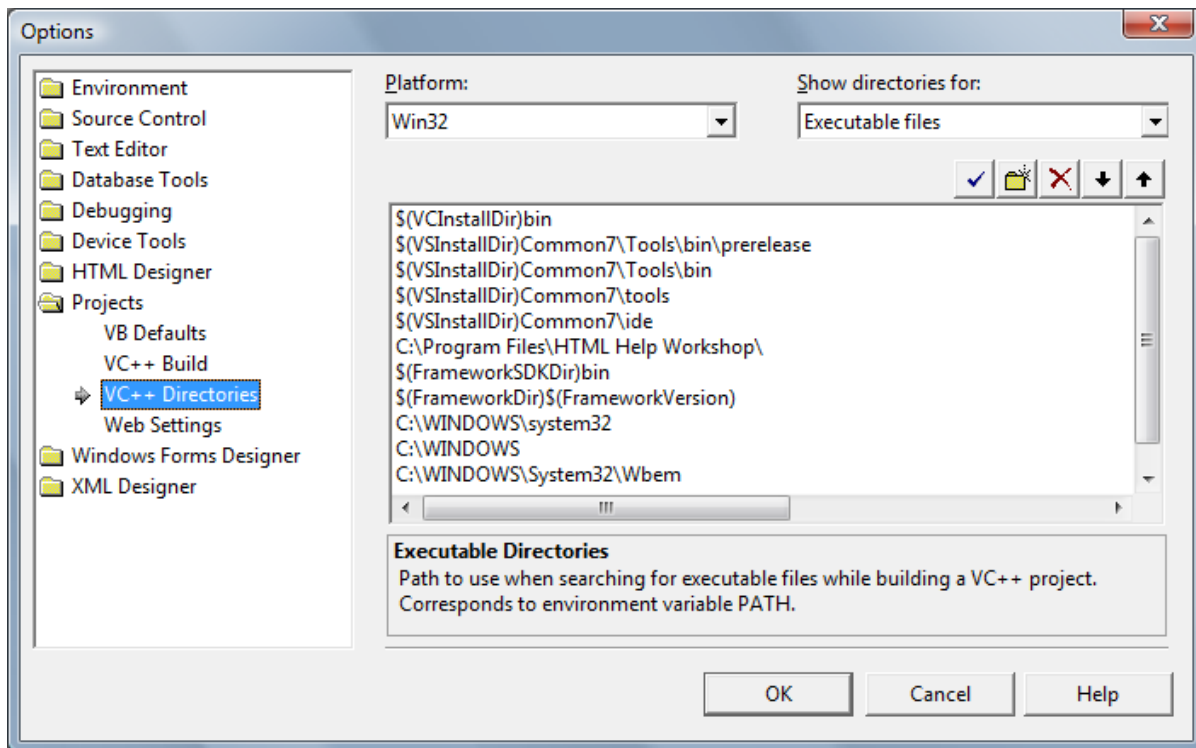 Options
Environment
Source Control
Text Editor
Database Tools
Debugging
Device Tools
HTML Designer
Projects
VB Defaults
VC++ Build
VC++ Directories
Web Settings
Windows Forms Designer
XML Designer
Platform:
Win32
Show directories for:
Executable files
$(VCInstallDir)bin
$(VSInstallDir)Common7\Tools\bin\prerelease
$(VSInstallDir)Common7\Tools\bin
$(VSInstallDir)Common7\tools
$(VSInstallDir)Common7\ide
C:\Program Files\HTML Help Workshop\
$(FrameworkSDKDir)bin
$(FrameworkDir)$(FrameworkVersion)
C:\WINDOWS\system32
C:\WINDOWS
C:\WINDOWS\System32\Wbem
Executable Directories
Path to use when searching for executable files while building a VC++ project.
Corresponds to environment variable PATH.
OK
Cancel
Help